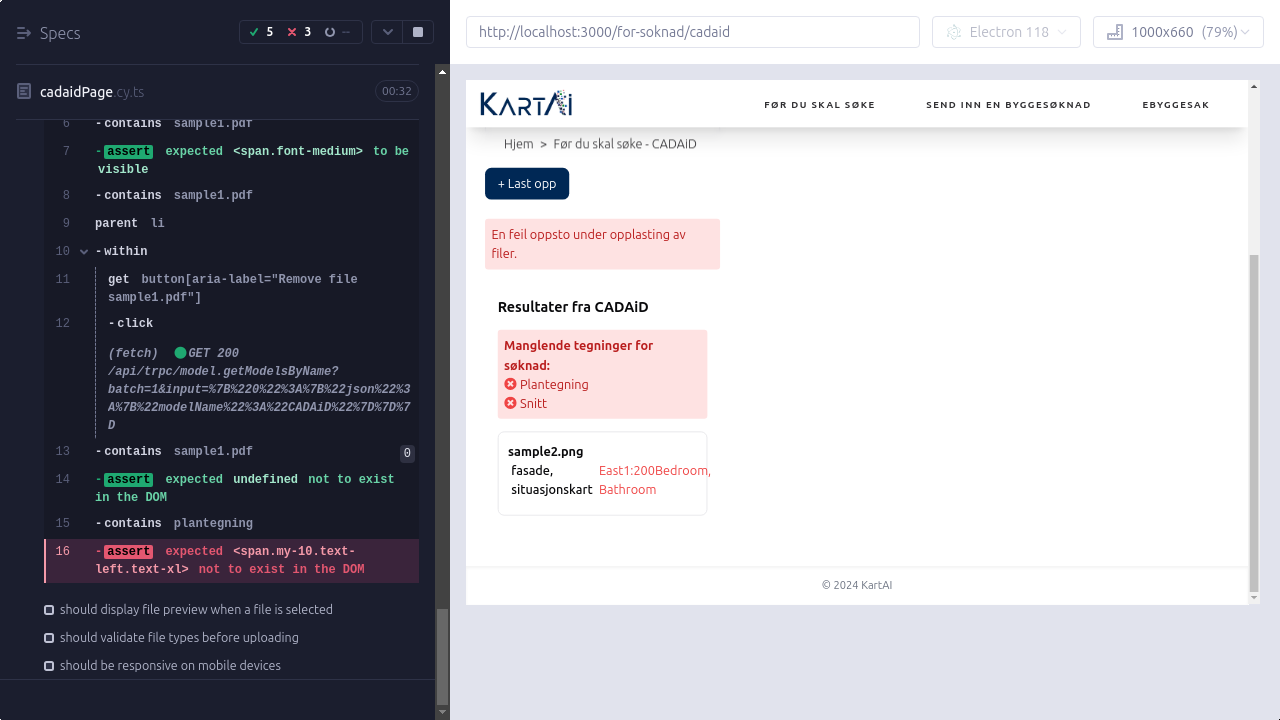 Specs
5
3
--
http://localhost:3000/for-soknad/cadaid
Electron 118
1000x660 (79%)
cadaidPage.cy.ts
00:32
6 -contains sample1.pdf
7 -assert expected <span.font-medium> to be
visible
8 -contains sample1.pdf
9 parent li
10 -within
11 get button[aria-label="Remove file
sample1.pdf"]
12 -click
(fetch) GET 200
/api/trpc/model.getModelsByName?
batch=1&input=%7B%220%22%3A%7B%22json%22%3
A%7B%22modelName%22%3A%22CADAiD%22%7D%7D%7
D
13 -contains sample1.pdf 0
14 -assert expected undefined not to exist
in the DOM
15 -contains plantegning
16 -assert expected <span.my-10.text-
left.text-xl> not to exist in the DOM
should display file preview when a file is selected
should validate file types before uploading
should be responsive on mobile devices
KartAI
FØR DU SKAL SØKE
SEND INN EN BYGGESØKNAD
EBYGGESAK
Hjem > Før du skal søke - CADAiD
+ Last opp
En feil oppsto under opplasting av
filer.
Resultater fra CADAiD
Manglende tegninger for
søknad:
Plantegning
Snitt
sample2.png
fasade, East1:200Bedroom,
situasjonskart Bathroom
© 2024 KartAI